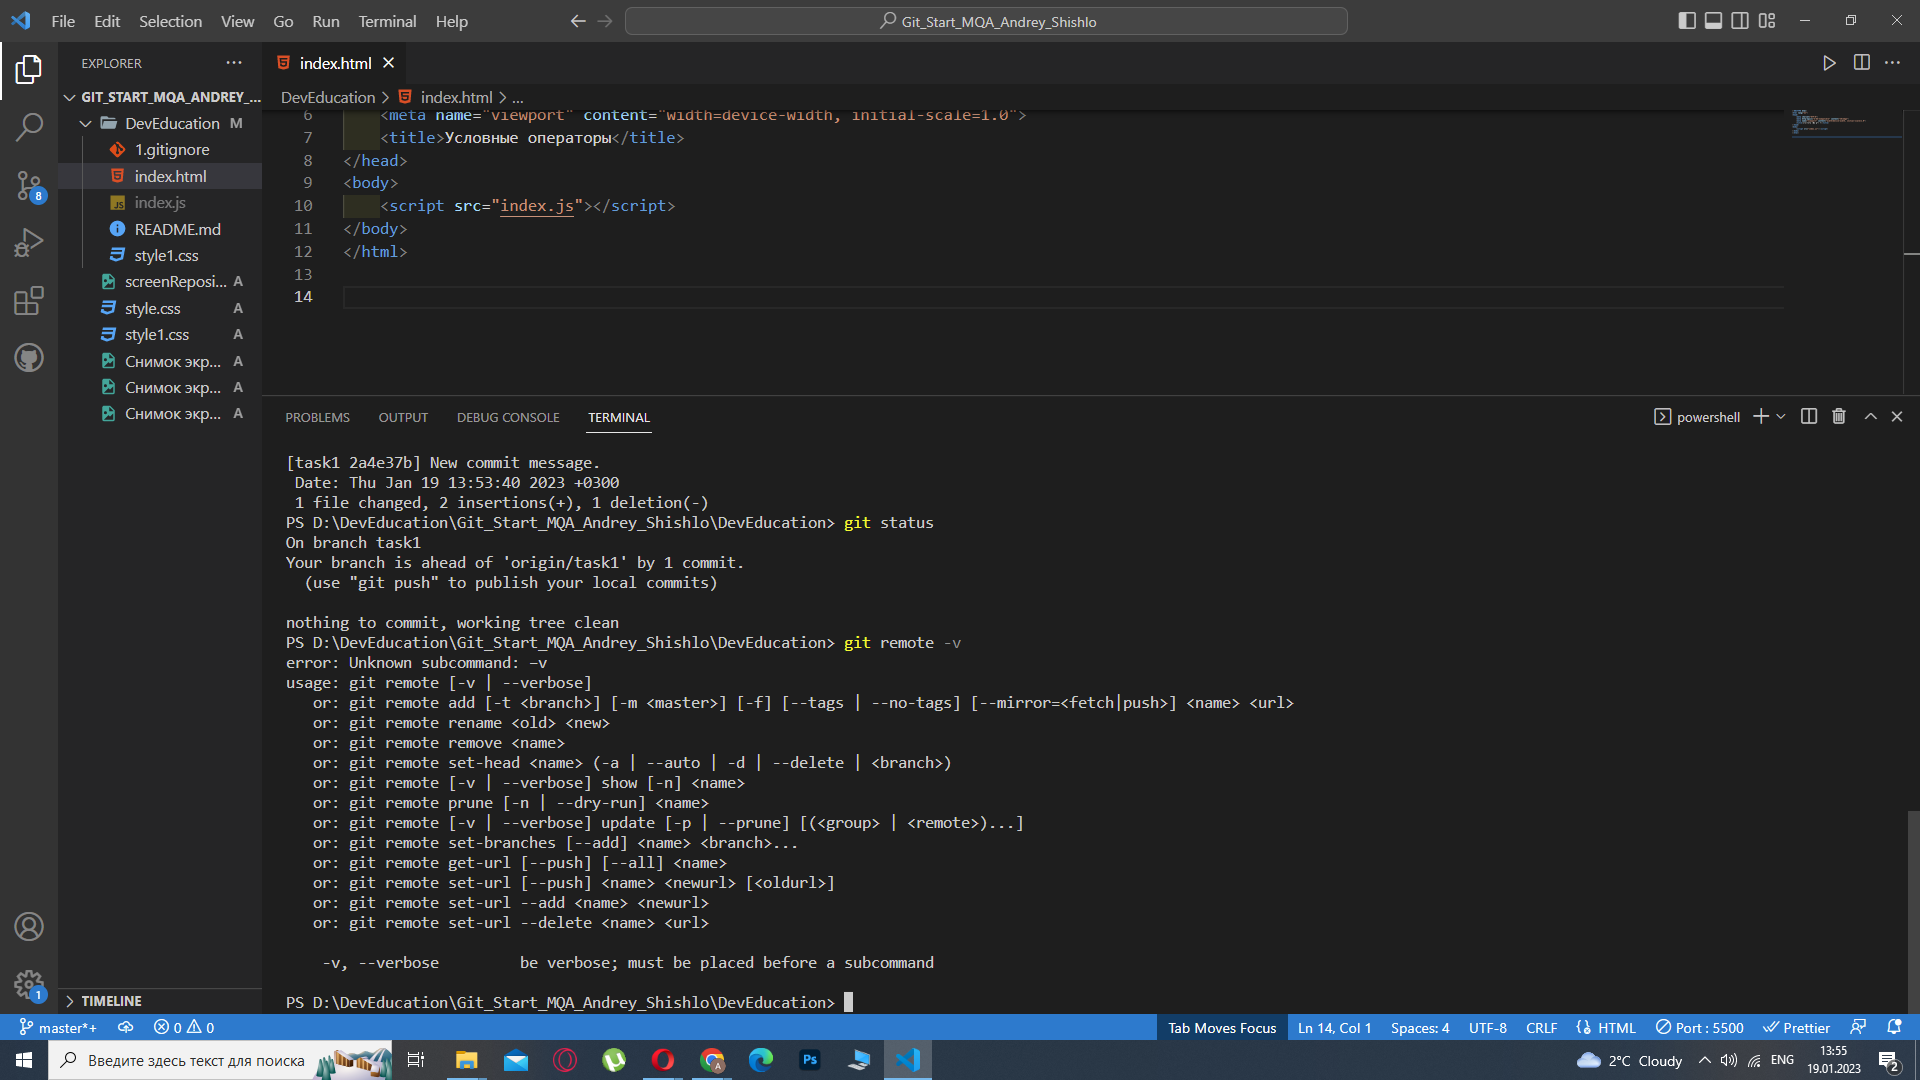 File Edit Selection View Go Run Terminal Help
Git_Start_MQA_Andrey_Shishlo
EXPLORER
GIT_START_MQA_ANDREY_...
DevEducation M
1.gitignore
index.html
index.js
README.md
style1.css
screenReposi... A
style.css A
style1.css A
Снимок экр... A
Снимок экр... A
Снимок экр... A
TIMELINE
8
1
index.html
DevEducation > index.html > ...
6 <meta name="viewport" content="width=device-width, initial-scale=1.0">
7 <title>Условные операторы</title>
8 </head>
9 <body>
10 <script src="index.js"></script>
11 </body>
12 </html>
13
14
PROBLEMS OUTPUT DEBUG CONSOLE TERMINAL
powershell
[task1 2a4e37b] New commit message.
Date: Thu Jan 19 13:53:40 2023 +0300
1 file changed, 2 insertions(+), 1 deletion(-)
PS D:\DevEducation\Git_Start_MQA_Andrey_Shishlo\DevEducation> git status
On branch task1
Your branch is ahead of 'origin/task1' by 1 commit.
(use "git push" to publish your local commits)
nothing to commit, working tree clean
PS D:\DevEducation\Git_Start_MQA_Andrey_Shishlo\DevEducation> git remote –v
error: Unknown subcommand: –v
usage: git remote [-v | --verbose]
or: git remote add [-t <branch>] [-m <master>] [-f] [--tags | --no-tags] [--mirror=<fetch|push>] <name> <url>
or: git remote rename <old> <new>
or: git remote remove <name>
or: git remote set-head <name> (-a | --auto | -d | --delete | <branch>)
or: git remote [-v | --verbose] show [-n] <name>
or: git remote prune [-n | --dry-run] <name>
or: git remote [-v | --verbose] update [-p | --prune] [(<group> | <remote>)...]
or: git remote set-branches [--add] <name> <branch>...
or: git remote get-url [--push] [--all] <name>
or: git remote set-url [--push] <name> <newurl> [<oldurl>]
or: git remote set-url --add <name> <newurl>
or: git remote set-url --delete <name> <url>
-v, --verbose be verbose; must be placed before a subcommand
PS D:\DevEducation\Git_Start_MQA_Andrey_Shishlo\DevEducation>
master*+ 0 0 Tab Moves Focus Ln 14, Col 1 Spaces: 4 UTF-8 CRLF HTML Port : 5500 Prettier
Введите здесь текст для поиска
Ps
2°C Cloudy
ENG
13:55
19.01.2023
2